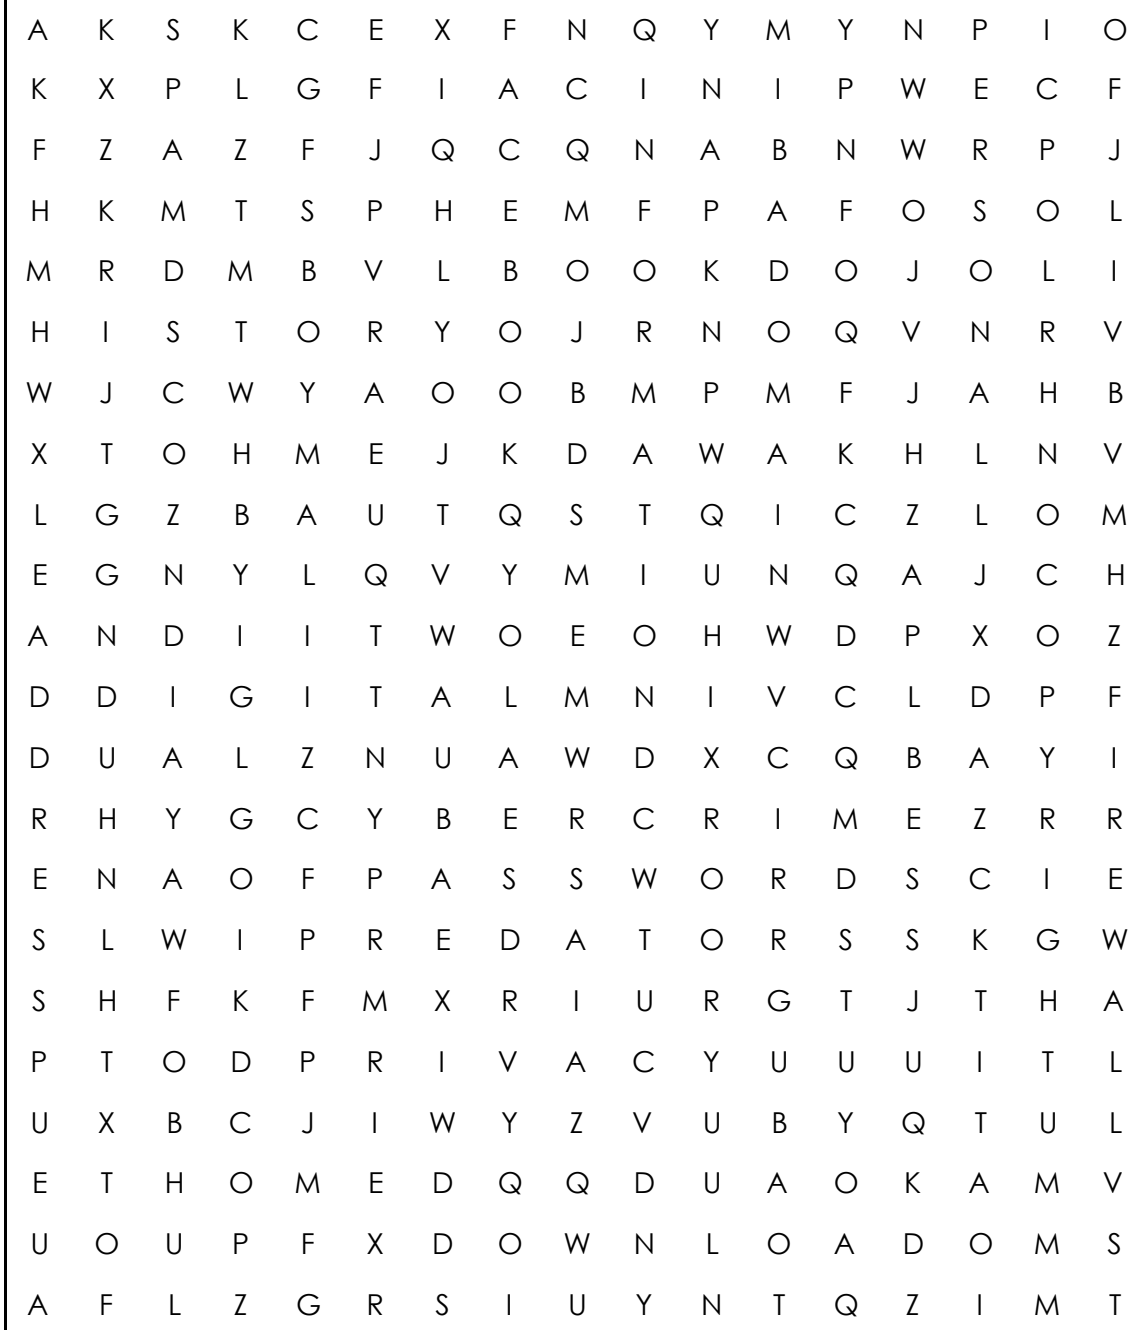 A K S K C E X F N Q Y M Y N P I O
K X P L G F I A C I N I P W E C F
F Z A Z F J Q C Q N A B N W R P J
H K M T S P H E M F P A F O S O L
M R D M B V L B O O K D O J O L I
H I S T O R Y O J R N O Q V N R V
W J C W Y A O O B M P M F J A H B
X T O H M E J K D A W A K H L N V
L G Z B A U T Q S T Q I C Z L O M
E G N Y L Q V Y M I U N Q A J C H
A N D I I T W O E O H W D P X O Z
D D I G I T A L M N I V C L D P F
D U A L Z N U A W D X C Q B A Y I
R H Y G C Y B E R C R I M E Z R R
E N A O F P A S S W O R D S C I E
S L W I P R E D A T O R S S K G W
S H F K F M X R I U R G T J T H A
P T O D P R I V A C Y U U U I T L
U X B C J I W Y Z V U B Y Q T U L
E T H O M E D Q Q D U A O K A M V
U O U P F X D O W N L O A D O M S
A F L Z G R S I U Y N T Q Z I M T